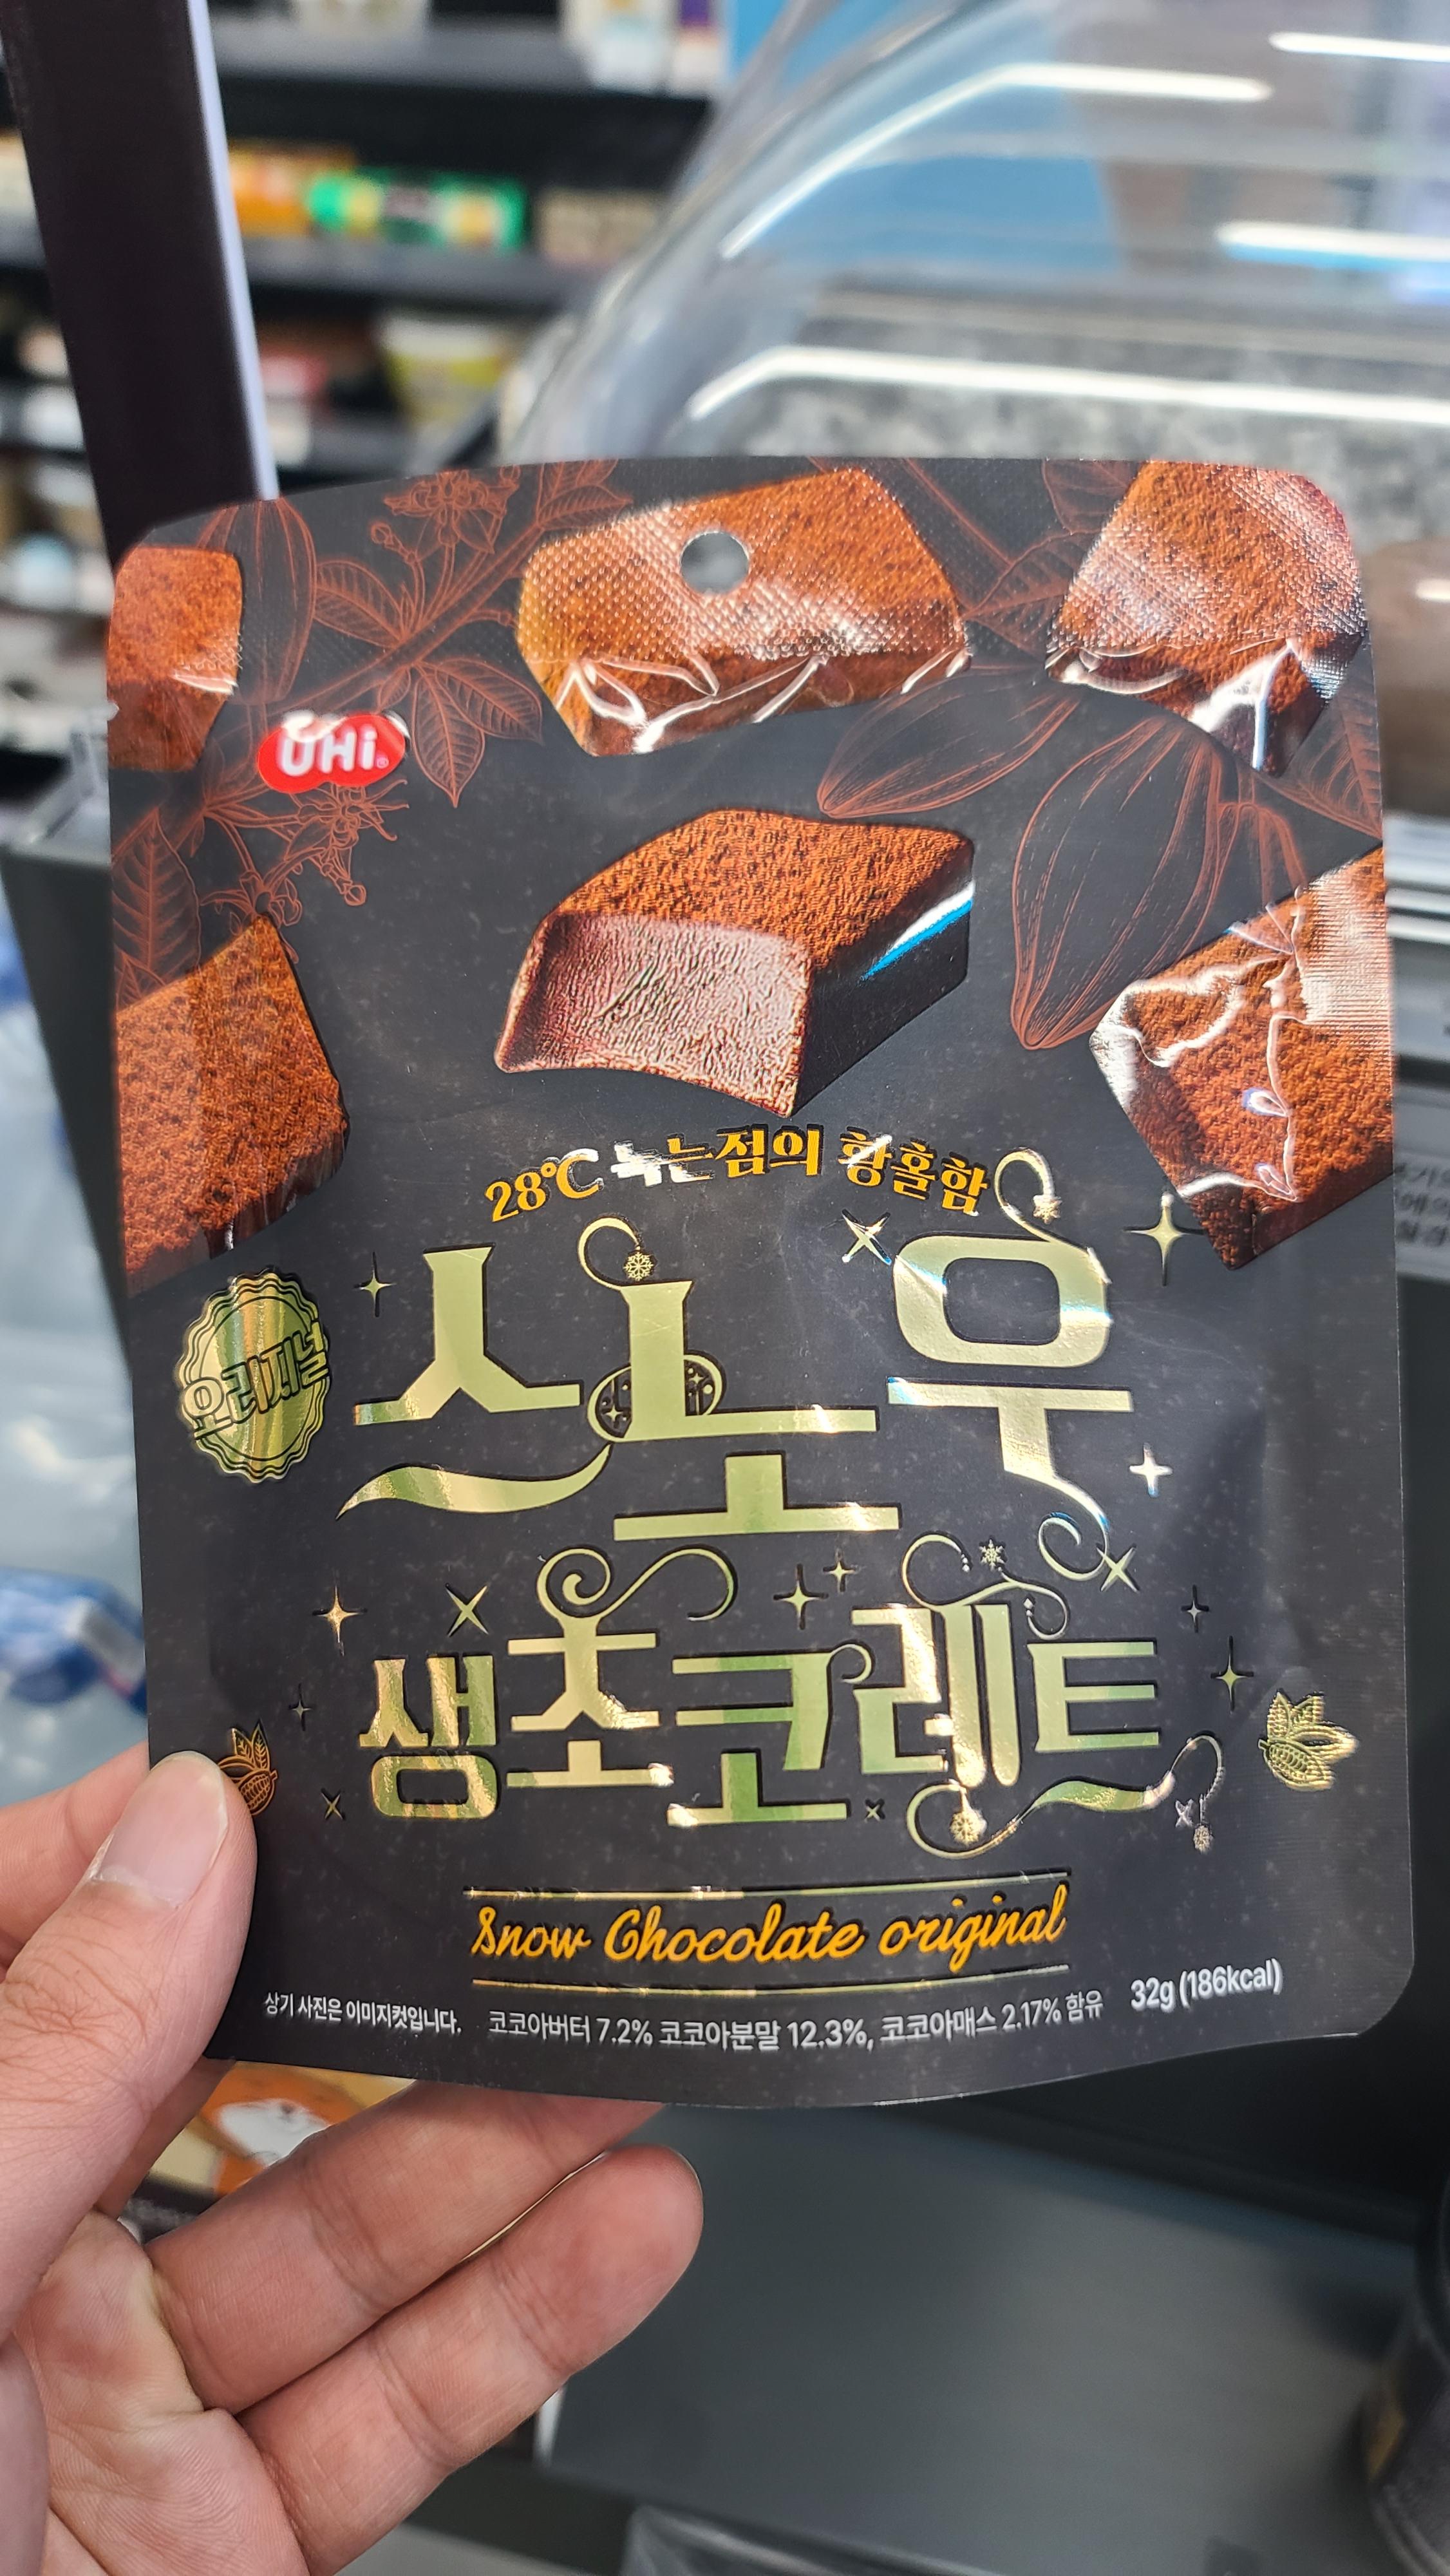 UHi
28℃ 녹는점의 황홀함
오리지널
스노우
생초코레트
Snow Chocolate original
상기 사진은 이미지컷입니다. 코코아버터 7.2% 코코아분말 12.3%, 코코아매스 2.17% 함유 32g (186kcal)